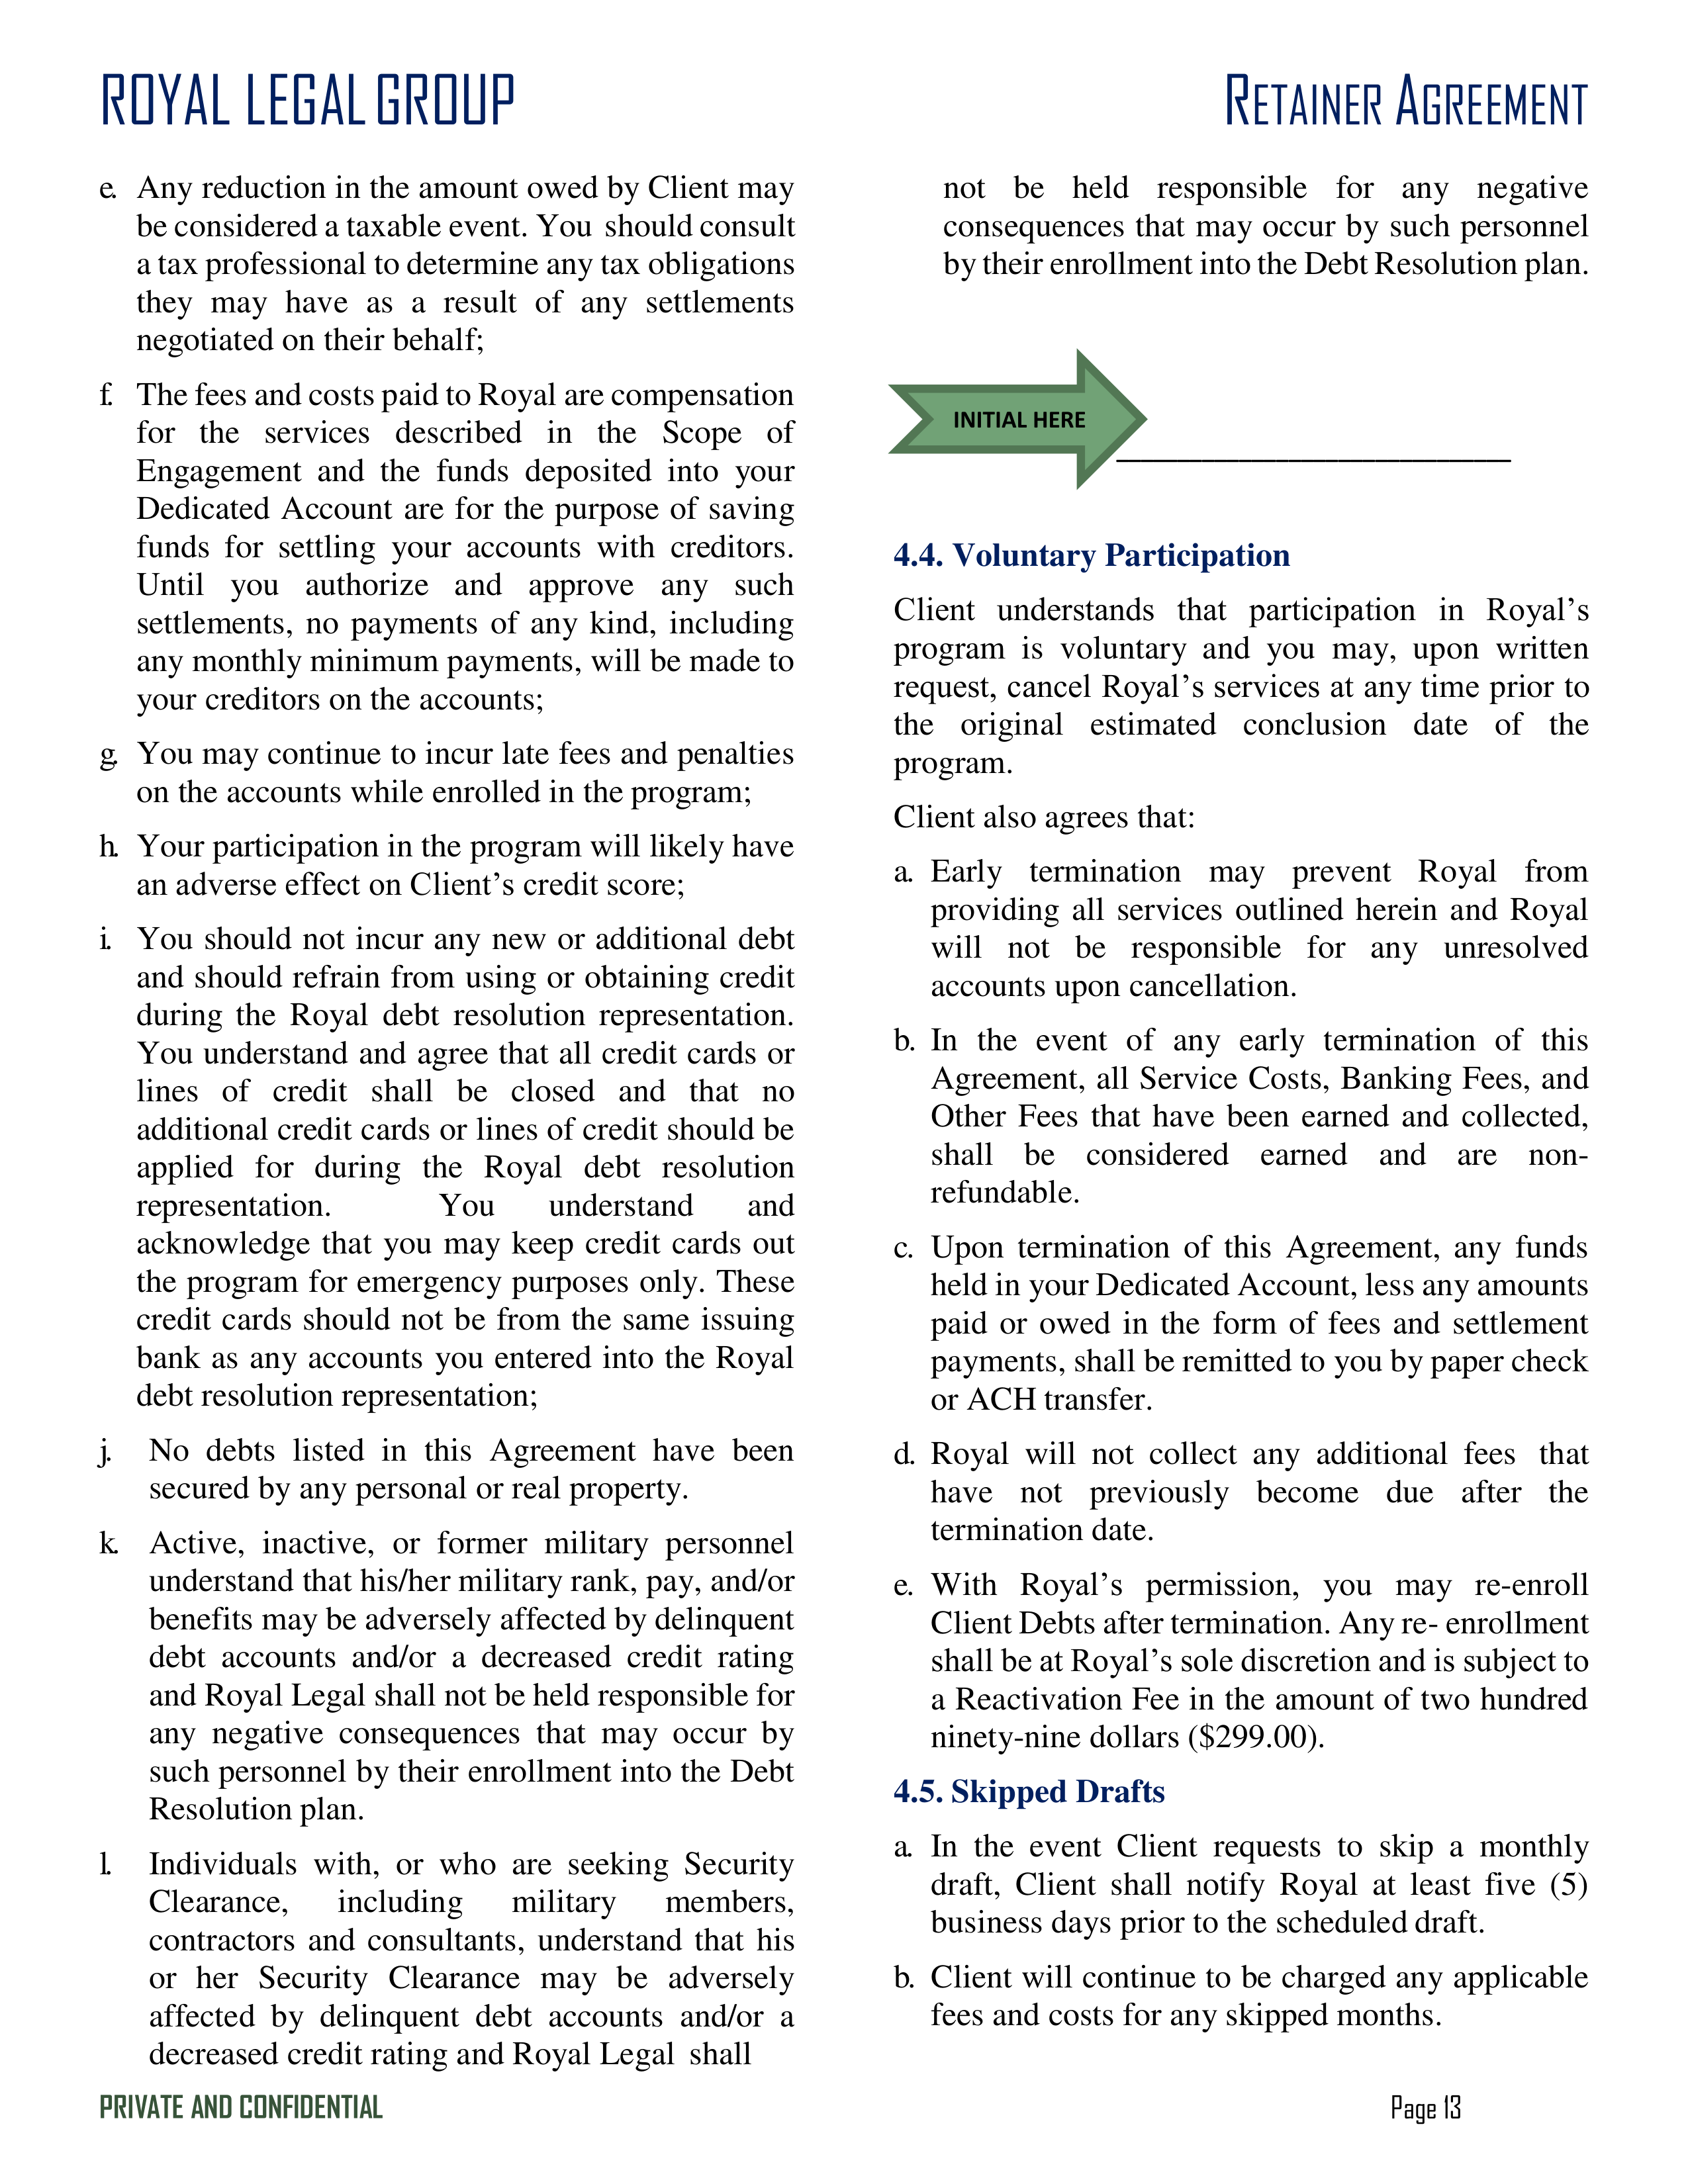 ROYAL LEGAL GROUP
RETAINER AGREEMENT
e. Any reduction in the amount owed by Client may
be considered a taxable event. You should consult
a tax professional to determine any tax obligations
they may have as a result of any settlements
negotiated on their behalf;
f. The fees and costs paid to Royal are compensation
for the services described in the Scope of
Engagement and the funds deposited into your
Dedicated Account are for the purpose of saving
funds for settling your accounts with creditors.
Until you authorize and approve any such
settlements, no payments of any kind, including
any monthly minimum payments, will be made to
your creditors on the accounts;
g. You may continue to incur late fees and penalties
on the accounts while enrolled in the program;
h. Your participation in the program will likely have
an adverse effect on Client’s credit score;
i. You should not incur any new or additional debt
and should refrain from using or obtaining credit
during the Royal debt resolution representation.
You understand and agree that all credit cards or
lines of credit shall be closed and that no
additional credit cards or lines of credit should be
applied for during the Royal debt resolution
representation. You understand and
acknowledge that you may keep credit cards out
the program for emergency purposes only. These
credit cards should not be from the same issuing
bank as any accounts you entered into the Royal
debt resolution representation;
j. No debts listed in this Agreement have been
secured by any personal or real property.
k. Active, inactive, or former military personnel
understand that his/her military rank, pay, and/or
benefits may be adversely affected by delinquent
debt accounts and/or a decreased credit rating
and Royal Legal shall not be held responsible for
any negative consequences that may occur by
such personnel by their enrollment into the Debt
Resolution plan.
l. Individuals with, or who are seeking Security
Clearance, including military members,
contractors and consultants, understand that his
or her Security Clearance may be adversely
affected by delinquent debt accounts and/or a
decreased credit rating and Royal Legal shall
not be held responsible for any negative
consequences that may occur by such personnel
by their enrollment into the Debt Resolution plan.
INITIAL HERE
4.4. Voluntary Participation
Client understands that participation in Royal’s
program is voluntary and you may, upon written
request, cancel Royal’s services at any time prior to
the original estimated conclusion date of the
program.
Client also agrees that:
a. Early termination may prevent Royal from
providing all services outlined herein and Royal
will not be responsible for any unresolved
accounts upon cancellation.
b. In the event of any early termination of this
Agreement, all Service Costs, Banking Fees, and
Other Fees that have been earned and collected,
shall be considered earned and are non-
refundable.
c. Upon termination of this Agreement, any funds
held in your Dedicated Account, less any amounts
paid or owed in the form of fees and settlement
payments, shall be remitted to you by paper check
or ACH transfer.
d. Royal will not collect any additional fees that
have not previously become due after the
termination date.
e. With Royal’s permission, you may re-enroll
Client Debts after termination. Any re- enrollment
shall be at Royal’s sole discretion and is subject to
a Reactivation Fee in the amount of two hundred
ninety-nine dollars ($299.00).
4.5. Skipped Drafts
a. In the event Client requests to skip a monthly
draft, Client shall notify Royal at least five (5)
business days prior to the scheduled draft.
b. Client will continue to be charged any applicable
fees and costs for any skipped months.
PRIVATE AND CONFIDENTIAL
Page 13